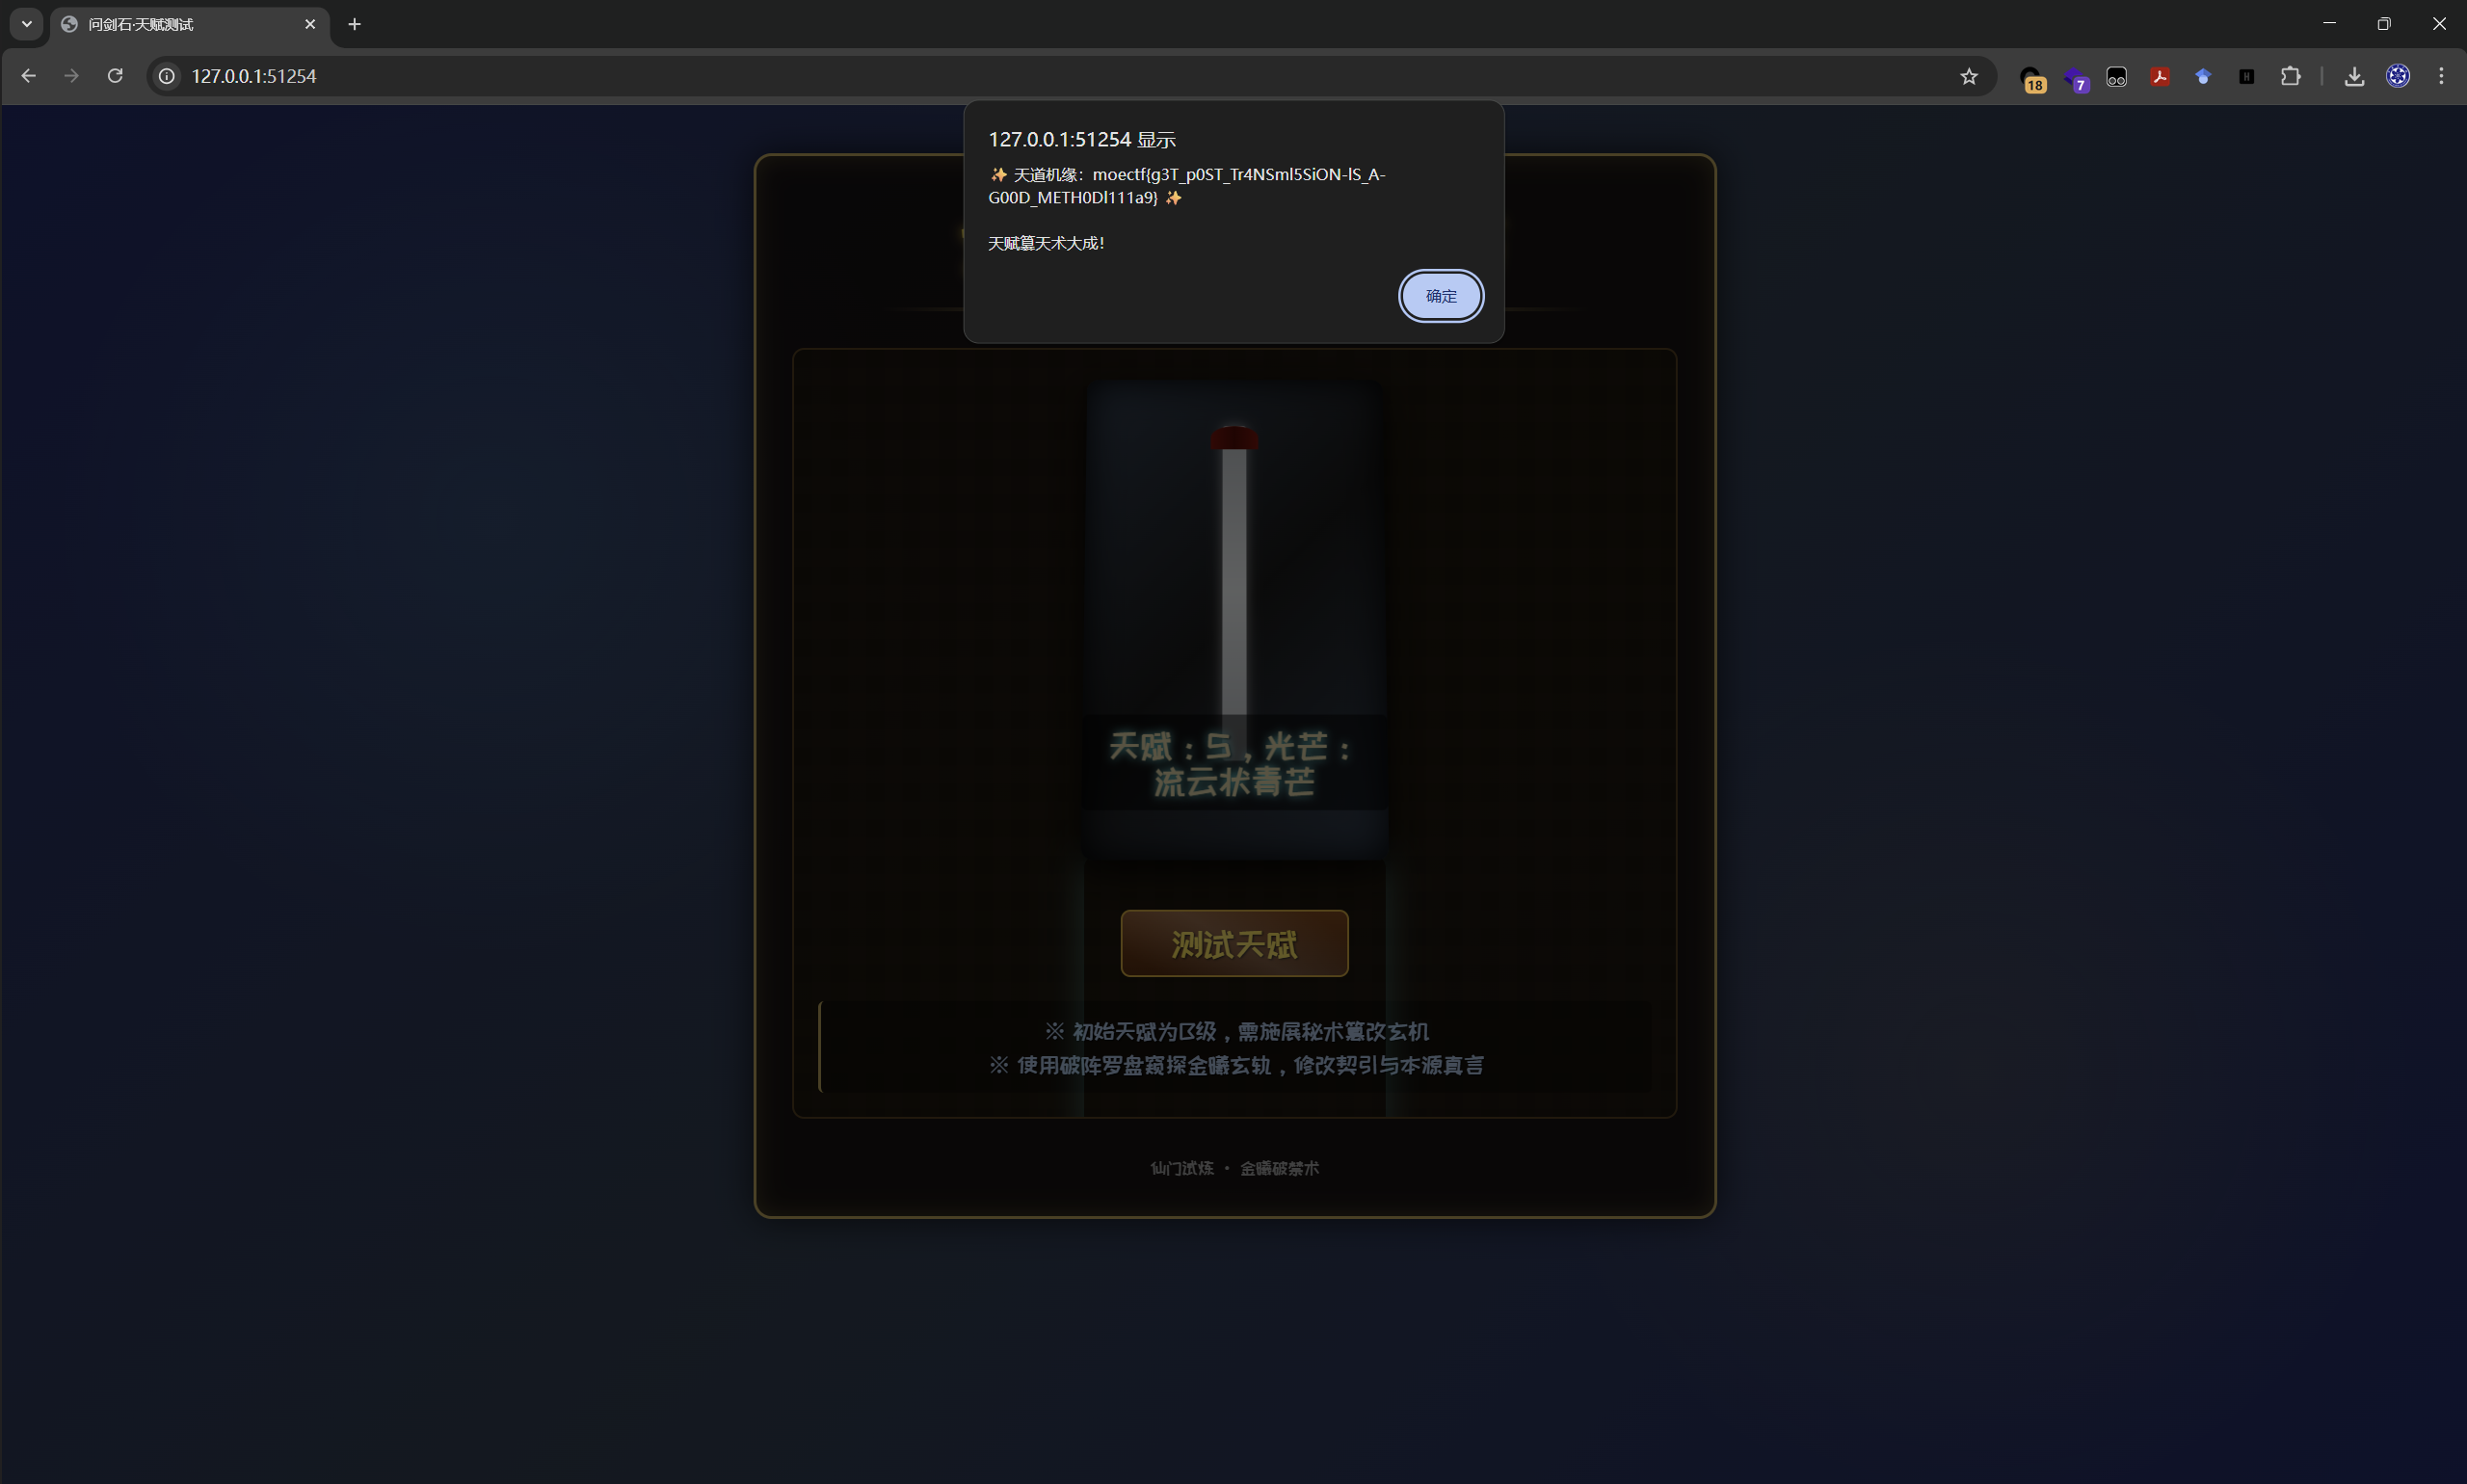 问剑石·天赋测试
127.0.0.1:51254
18
7
127.0.0.1:51254 显示
✨ 天道机缘：moectf{g3T_p0ST_Tr4NSmI5SiON-lS_A-
G00D_METH0Dl111a9} ✨
天赋篡天术大成！
确定
天赋：S，光芒：
流云状青芒
测试天赋
※ 初始天赋为B级，需施展秘术篡改玄机
※ 使用破阵罗盘窥探金曦玄轨，修改契引与本源真言
仙门试炼 · 金曦破禁术